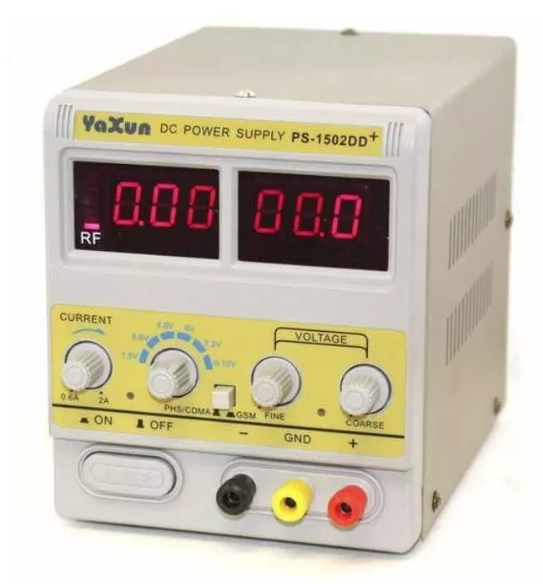 YaXun DC POWER SUPPLY PS-1502DD+
0.00 00.0
RF
CURRENT
VOLTAGE
1.5V 3.6V 4.8V 6V 7.2V 0-15V
0.6A 2A
PHS/CDMA GSM FINE COARSE
ON OFF
− GND +